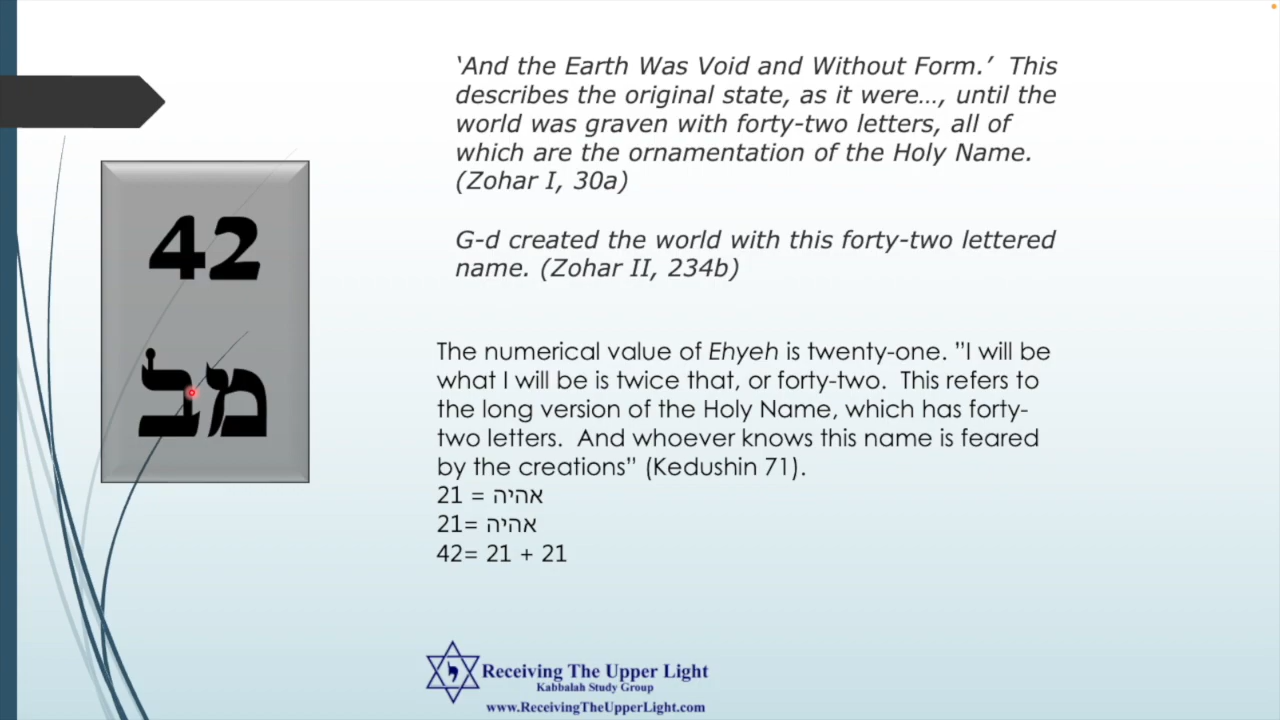 42
מב
‘And the Earth Was Void and Without Form.’ This
describes the original state, as it were…, until the
world was graven with forty-two letters, all of
which are the ornamentation of the Holy Name.
(Zohar I, 30a)
G-d created the world with this forty-two lettered
name. (Zohar II, 234b)
The numerical value of Ehyeh is twenty-one. ”I will be
what I will be is twice that, or forty-two. This refers to
the long version of the Holy Name, which has forty-
two letters. And whoever knows this name is feared
by the creations” (Kedushin 71).
21 = אהיה
21= אהיה
42= 21 + 21
Receiving The Upper Light
Kabbalah Study Group
www.ReceivingTheUpperLight.com